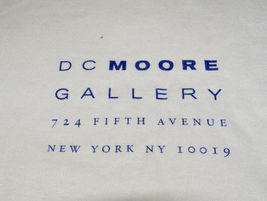 DC MOORE
GALLERY
724 FIFTH AVENUE
NEW YORK NY 10019